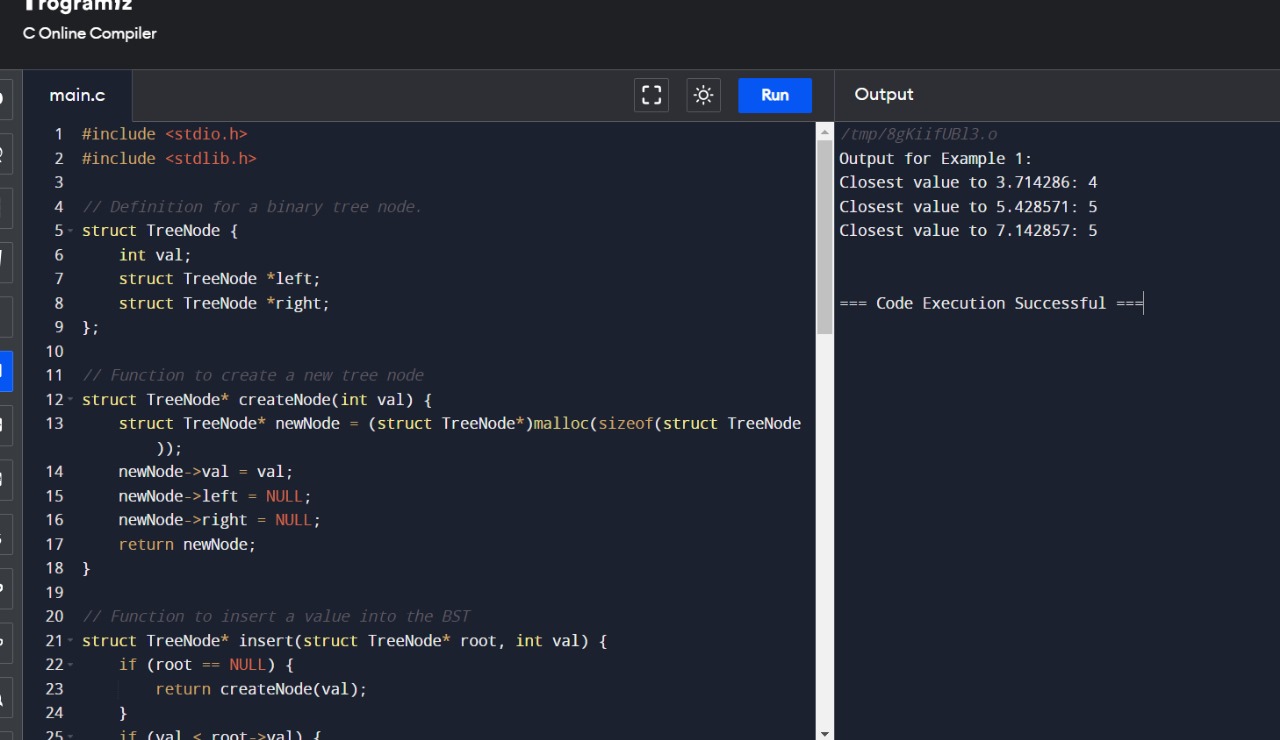 Programiz
C Online Compiler
main.c
Run
Output
1 #include <stdio.h>
2 #include <stdlib.h>
3
4 // Definition for a binary tree node.
5 struct TreeNode {
6 int val;
7 struct TreeNode *left;
8 struct TreeNode *right;
9 };
10
11 // Function to create a new tree node
12 struct TreeNode* createNode(int val) {
13 struct TreeNode* newNode = (struct TreeNode*)malloc(sizeof(struct TreeNode
));
14 newNode->val = val;
15 newNode->left = NULL;
16 newNode->right = NULL;
17 return newNode;
18 }
19
20 // Function to insert a value into the BST
21 struct TreeNode* insert(struct TreeNode* root, int val) {
22 if (root == NULL) {
23 return createNode(val);
24 }
25 if (val < root->val) {
/tmp/8gKiifUBl3.o
Output for Example 1:
Closest value to 3.714286: 4
Closest value to 5.428571: 5
Closest value to 7.142857: 5
=== Code Execution Successful ===